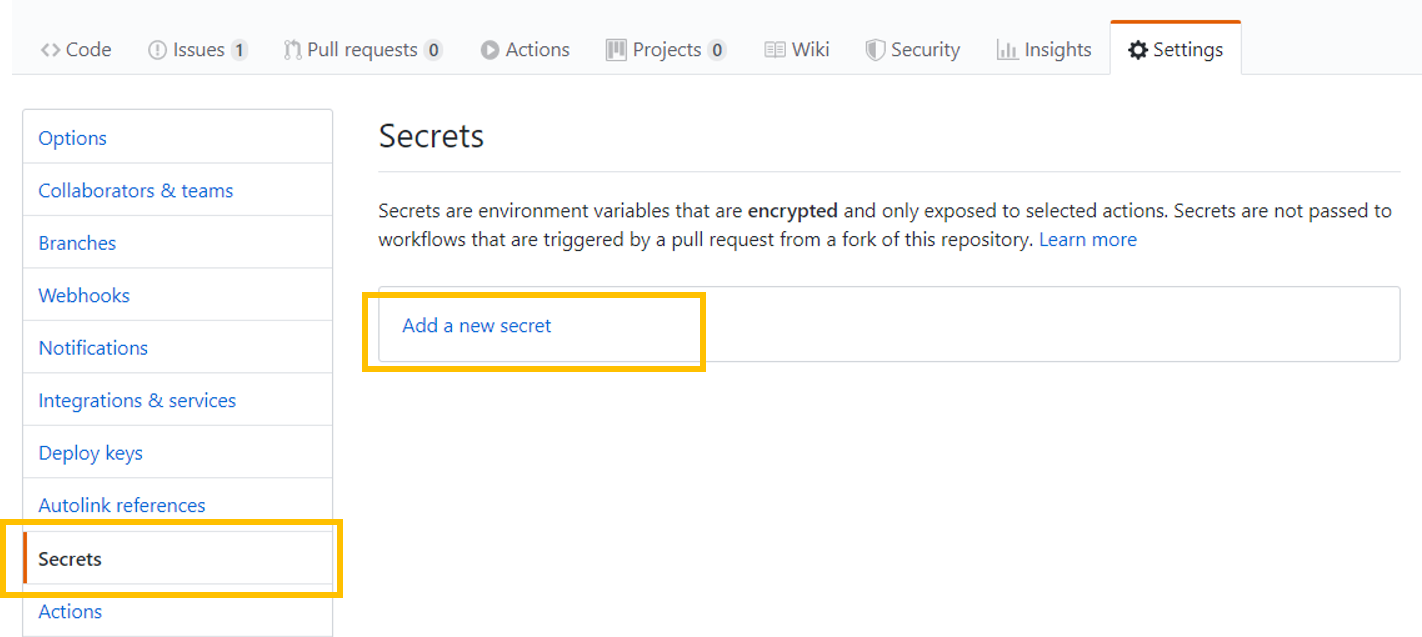 Code Issues 1 Pull requests 0 Actions Projects 0 Wiki Security Insights Settings
Options
Collaborators & teams
Branches
Webhooks
Notifications
Integrations & services
Deploy keys
Autolink references
Secrets
Actions
Secrets
Secrets are environment variables that are encrypted and only exposed to selected actions. Secrets are not passed to
workflows that are triggered by a pull request from a fork of this repository. Learn more
Add a new secret